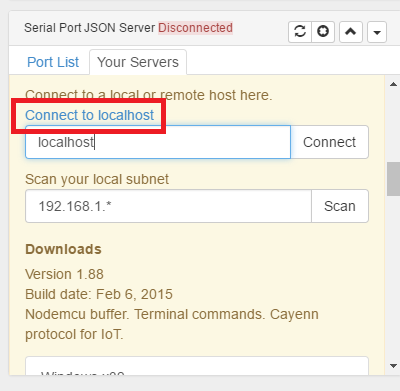 Serial Port JSON Server Disconnected
Port List Your Servers
Connect to a local or remote host here.
Connect to localhost
localhost Connect
Scan your local subnet
192.168.1.* Scan
Downloads
Version 1.88
Build date: Feb 6, 2015
Nodemcu buffer. Terminal commands. Cayenn
protocol for IoT.